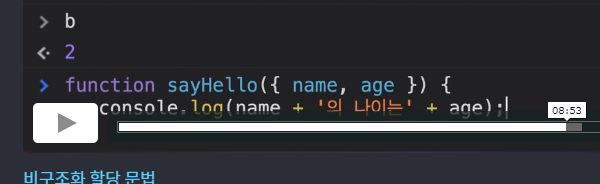 > b
<· 2
> function sayHello({ name, age }) {
console.log(name + '의 나이는' + age);
08:53
비구조화 할당 문법